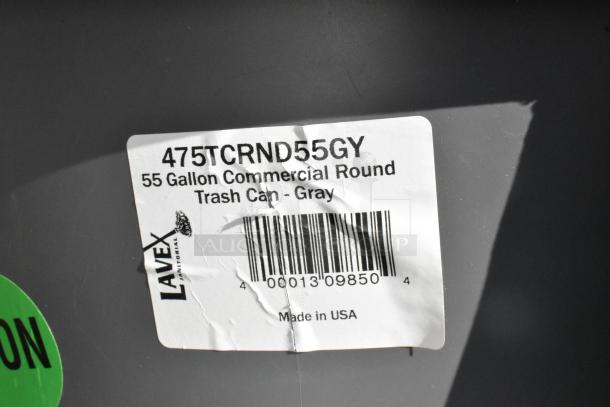 475TCRND55GY
55 Gallon Commercial Round
Trash Can - Gray
LAVEX
JANITORIAL
4 00013 09850 4
Made in USA
ON